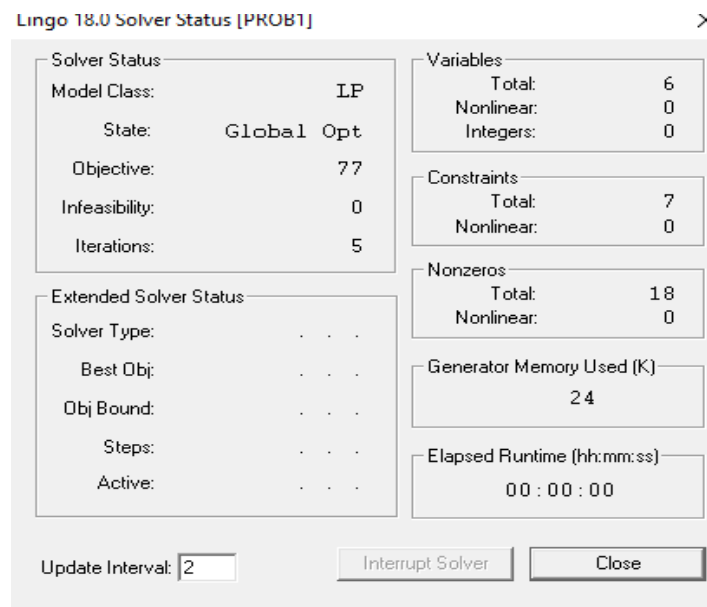 Lingo 18.0 Solver Status [PROB1]
Solver Status
Model Class: LP
State: Global Opt
Objective: 77
Infeasibility: 0
Iterations: 5
Extended Solver Status
Solver Type: . . .
Best Obj: . . .
Obj Bound: . . .
Steps: . . .
Active: . . .
Variables
Total: 6
Nonlinear: 0
Integers: 0
Constraints
Total: 7
Nonlinear: 0
Nonzeros
Total: 18
Nonlinear: 0
Generator Memory Used (K)
24
Elapsed Runtime (hh:mm:ss)
00:00:00
Update Interval: 2
Interrupt Solver
Close